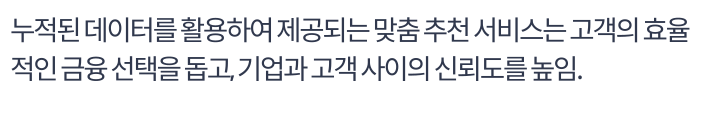 누적된 데이터를 활용하여 제공되는 맞춤 추천 서비스는 고객의 효율
적인 금융 선택을 돕고, 기업과 고객 사이의 신뢰도를 높임.